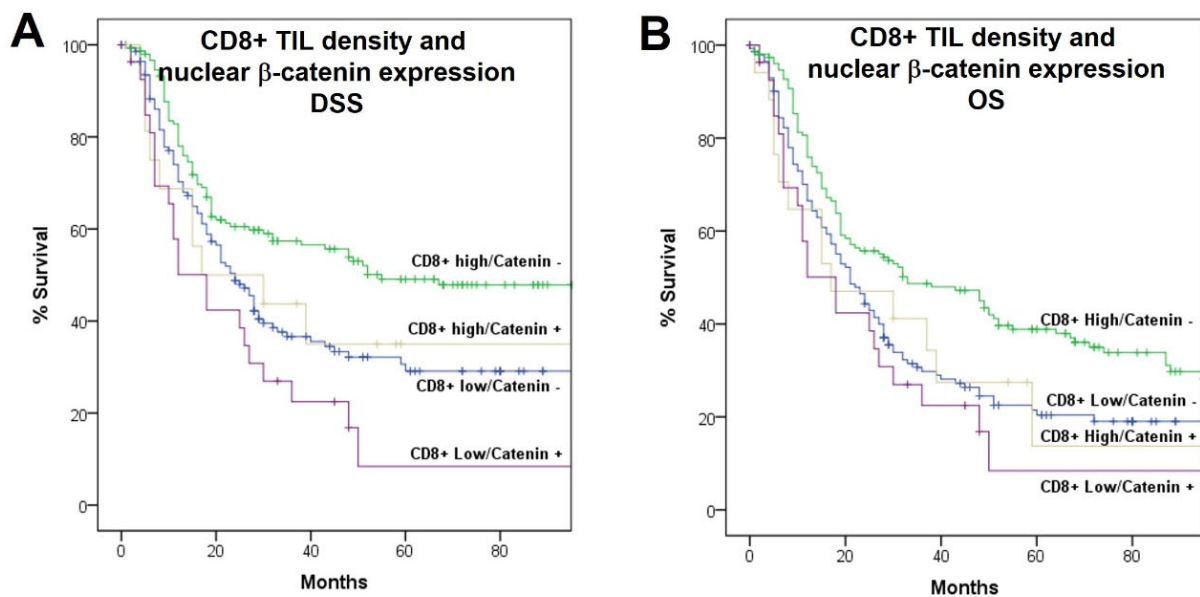 A
CD8+ TIL density and
nuclear β-catenin expression
DSS
100
80
60
40
20
0
% Survival
CD8+ high/Catenin -
CD8+ high/Catenin +
CD8+ low/Catenin -
CD8+ Low/Catenin +
0 20 40 60 80
Months
B
CD8+ TIL density and
nuclear β-catenin expression
OS
100
80
60
40
20
0
% Survival
CD8+ High/Catenin -
CD8+ Low/Catenin -
CD8+ High/Catenin +
CD8+ Low/Catenin +
0 20 40 60 80
Months